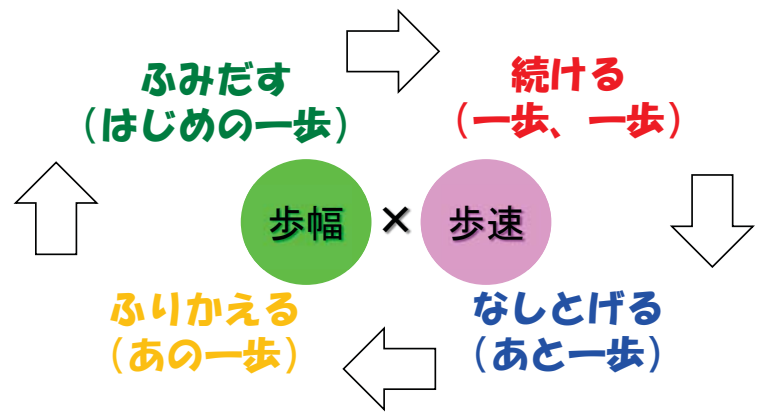 ふみだす
（はじめの一歩）
続ける
（一歩、一歩）
歩幅 × 歩速
ふりかえる
（あの一歩）
なしとげる
（あと一歩）